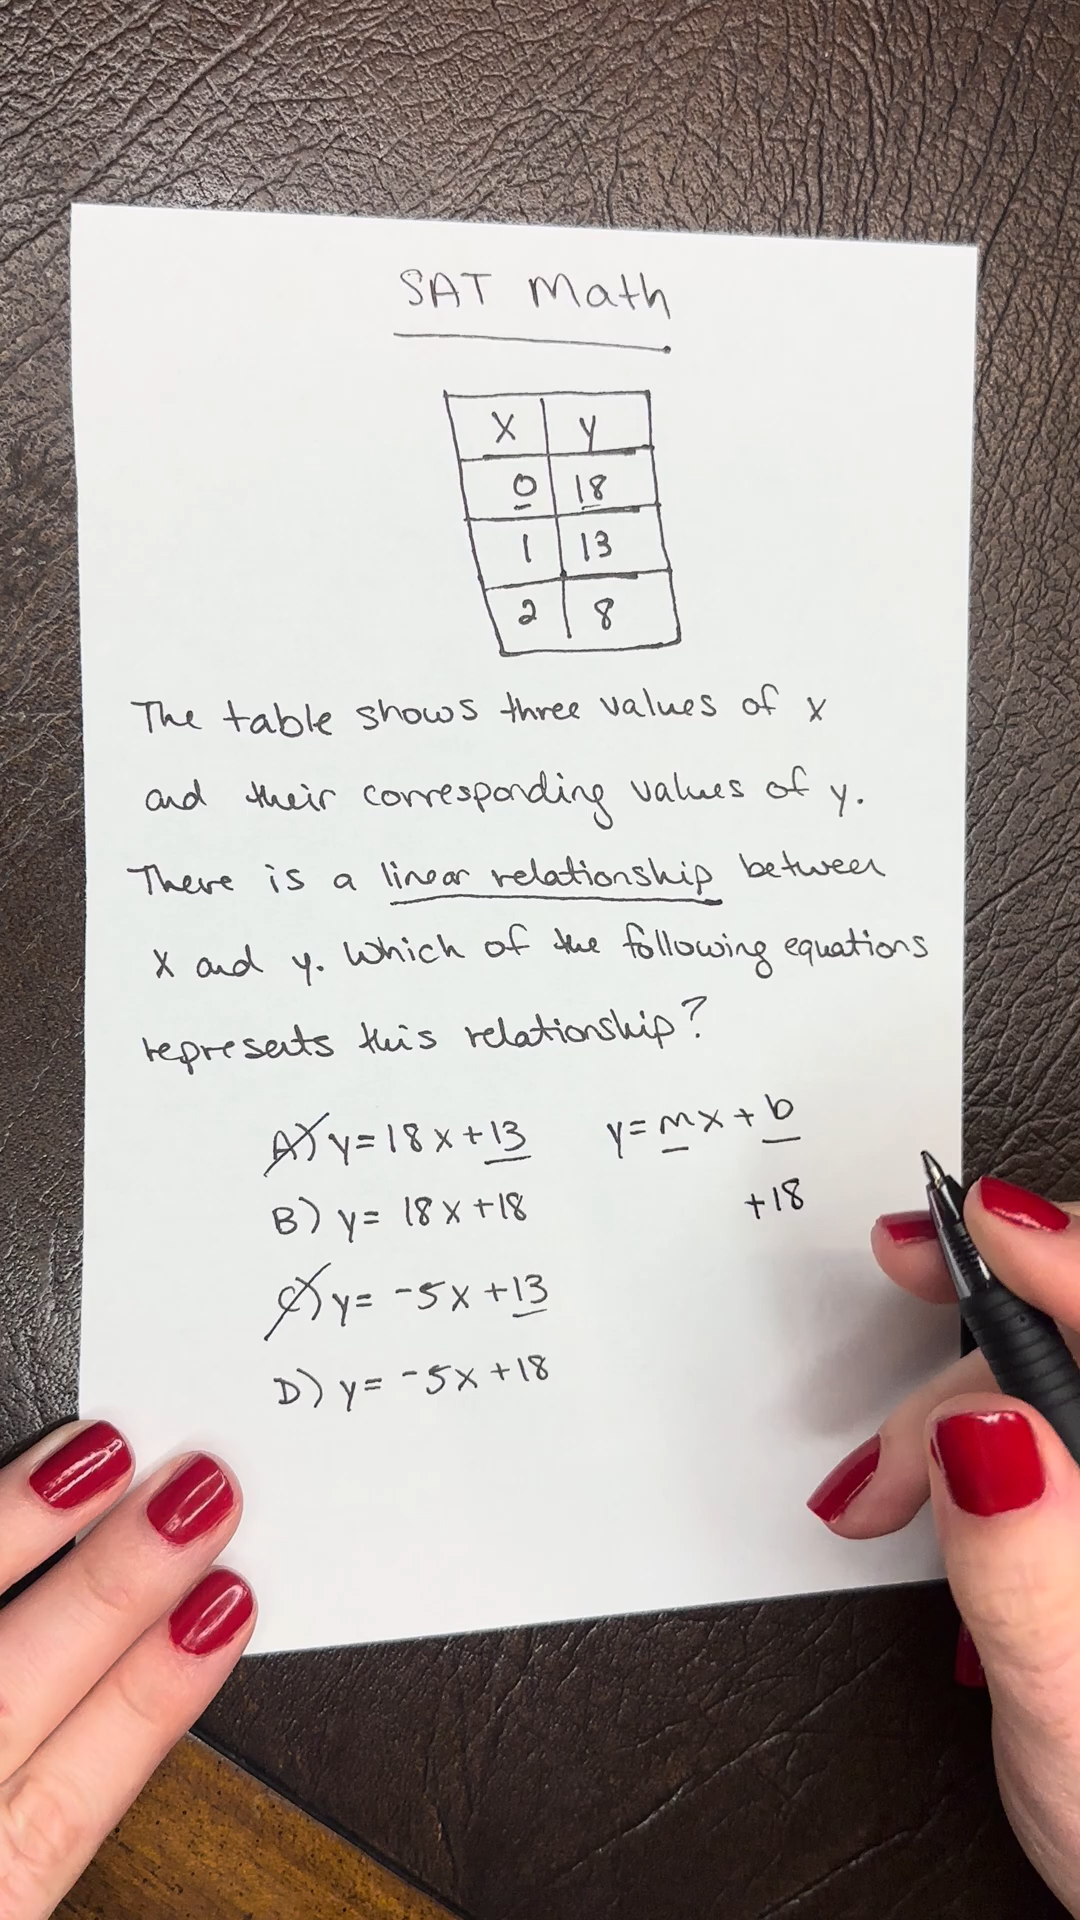 SAT Math
X Y
0 18
1 13
2 8
The table shows three values of x
and their corresponding values of y.
There is a linear relationship between
x and y. Which of the following equations
represents this relationship?
A) y=18x+13 y=mx+b
B) y= 18x+18 +18
C) y= -5x+13
D) y= -5x+18